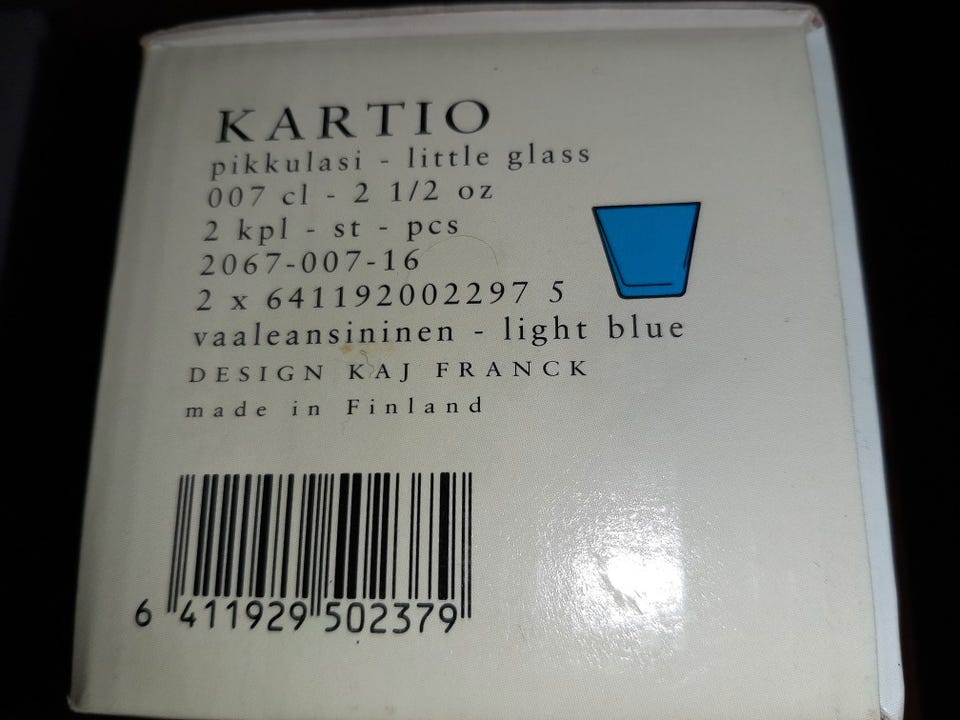 KARTIO
pikkulasi - little glass
007 cl - 2 1/2 oz
2 kpl - st - pcs
2067-007-16
2 x 641192002297 5
vaaleansininen - light blue
DESIGN KAJ FRANCK
made in Finland
6 411929 502379